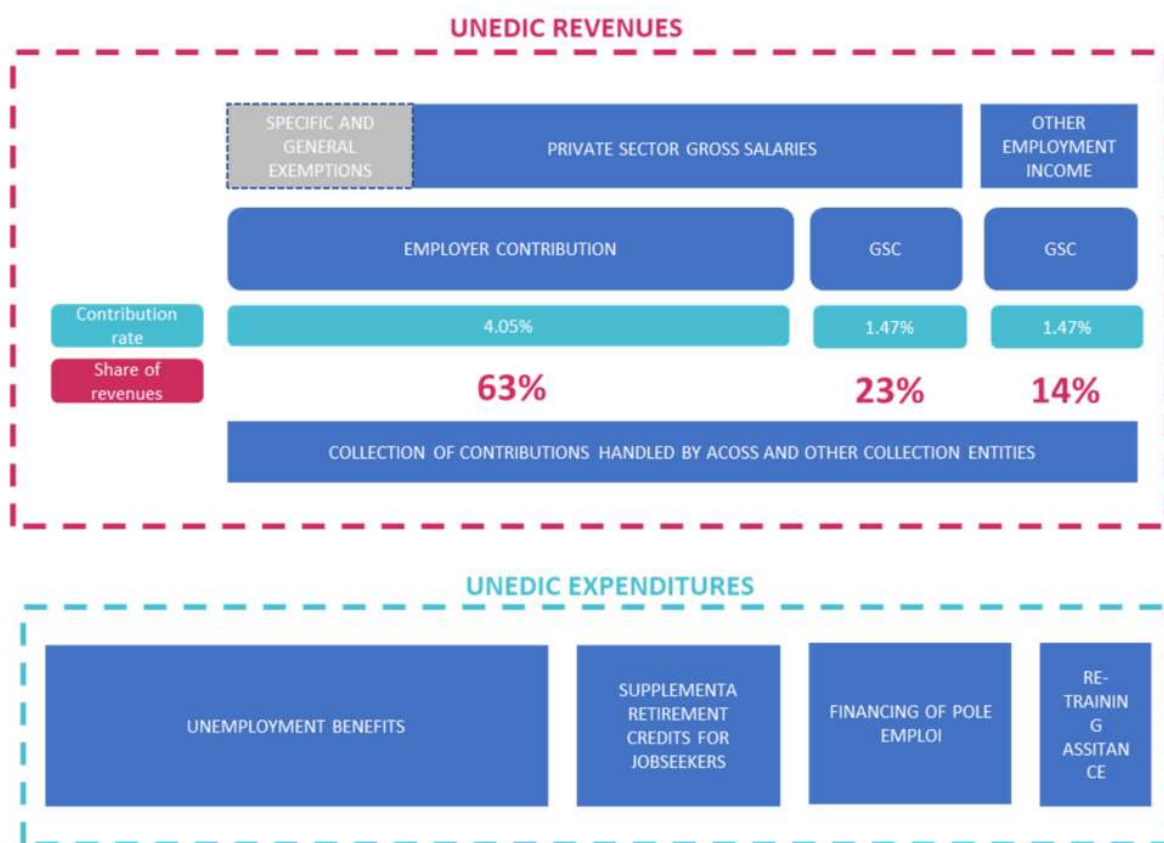 UNEDIC REVENUES
SPECIFIC AND
GENERAL
EXEMPTIONS
PRIVATE SECTOR GROSS SALARIES
OTHER
EMPLOYMENT
INCOME
EMPLOYER CONTRIBUTION
GSC
GSC
Contribution
rate
4.05%
1.47%
1.47%
Share of
revenues
63%
23%
14%
COLLECTION OF CONTRIBUTIONS HANDLED BY ACOSS AND OTHER COLLECTION ENTITIES
UNEDIC EXPENDITURES
UNEMPLOYMENT BENEFITS
SUPPLEMENTA
RETIREMENT
CREDITS FOR
JOBSEEKERS
FINANCING OF POLE
EMPLOI
RE-
TRAININ
G
ASSITAN
CE